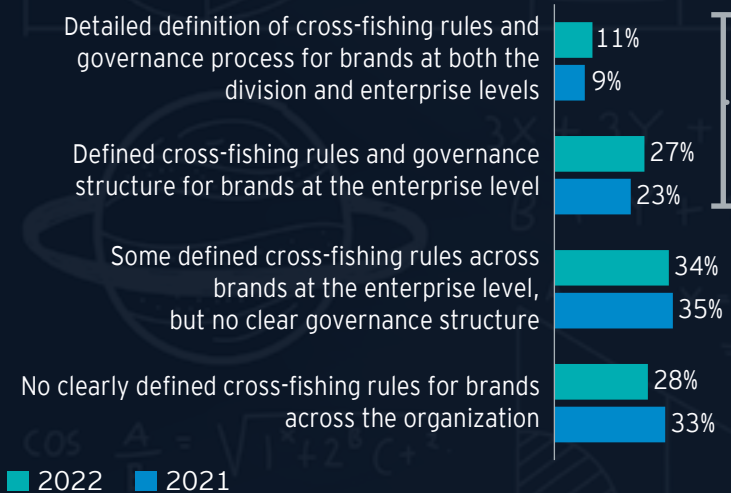 Detailed definition of cross-fishing rules and
governance process for brands at both the
division and enterprise levels
11%
9%
Defined cross-fishing rules and governance
structure for brands at the enterprise level
27%
23%
Some defined cross-fishing rules across
brands at the enterprise level,
but no clear governance structure
34%
35%
No clearly defined cross-fishing rules for brands
across the organization
28%
33%
2022 2021